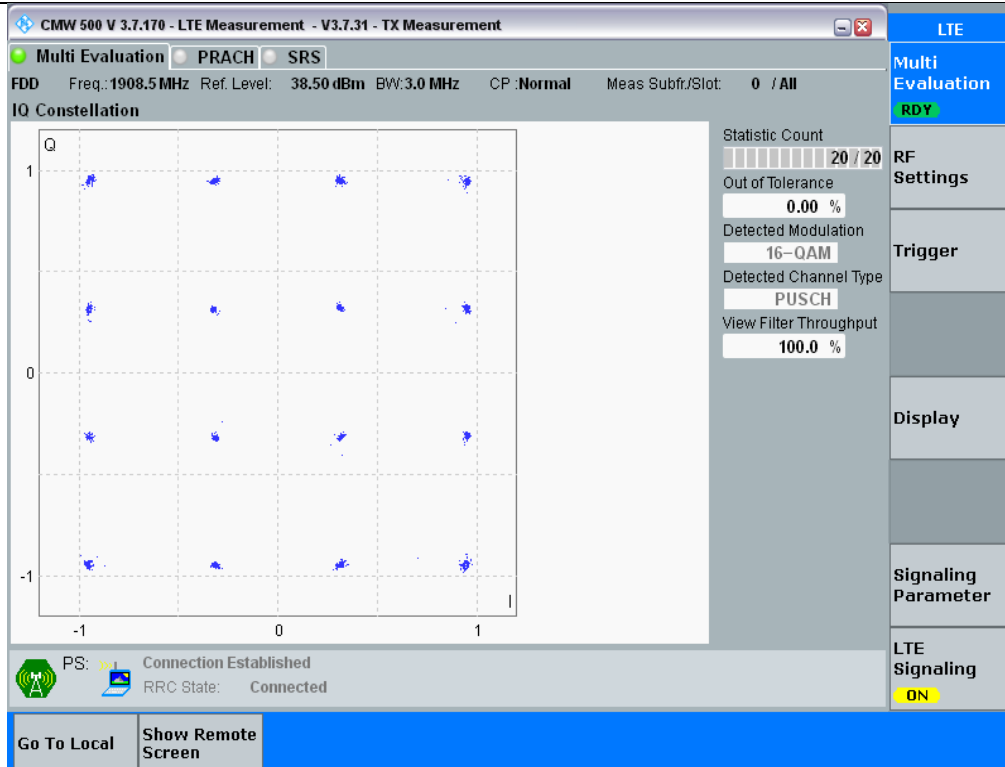 CMW 500 V 3.7.170 - LTE Measurement - V3.7.31 - TX Measurement
LTE
Multi Evaluation PRACH SRS
Multi
Evaluation
RDY
FDD Freq.:1908.5 MHz Ref. Level: 38.50 dBm BW:3.0 MHz CP :Normal Meas Subfr./Slot: 0 / All
IQ Constellation
Q
1
0
-1
-1 0 1
I
Statistic Count
20 / 20
Out of Tolerance
0.00 %
Detected Modulation
16-QAM
Detected Channel Type
PUSCH
View Filter Throughput
100.0 %
RF
Settings
Trigger
Display
Signaling
Parameter
LTE
Signaling
ON
PS: Connection Established
RRC State: Connected
Go To Local
Show Remote
Screen